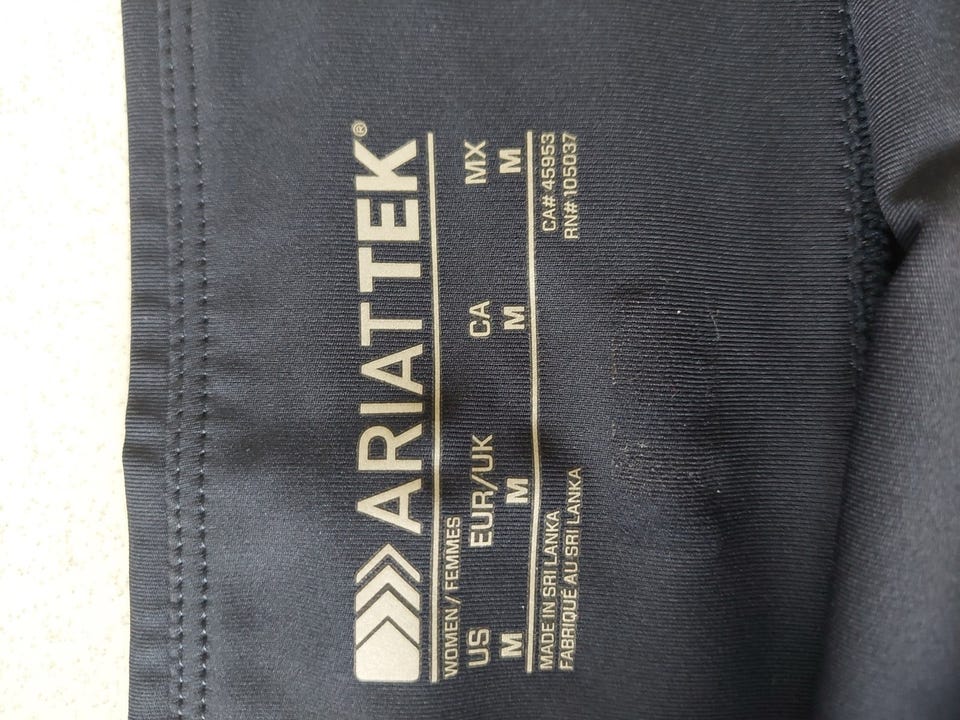 ARIATTEK®
WOMEN / FEMMES
US EUR/UK CA MX
M M M M
MADE IN SRI LANKA CA# 45953
FABRIQUÉ AU SRI LANKA RN# 105037